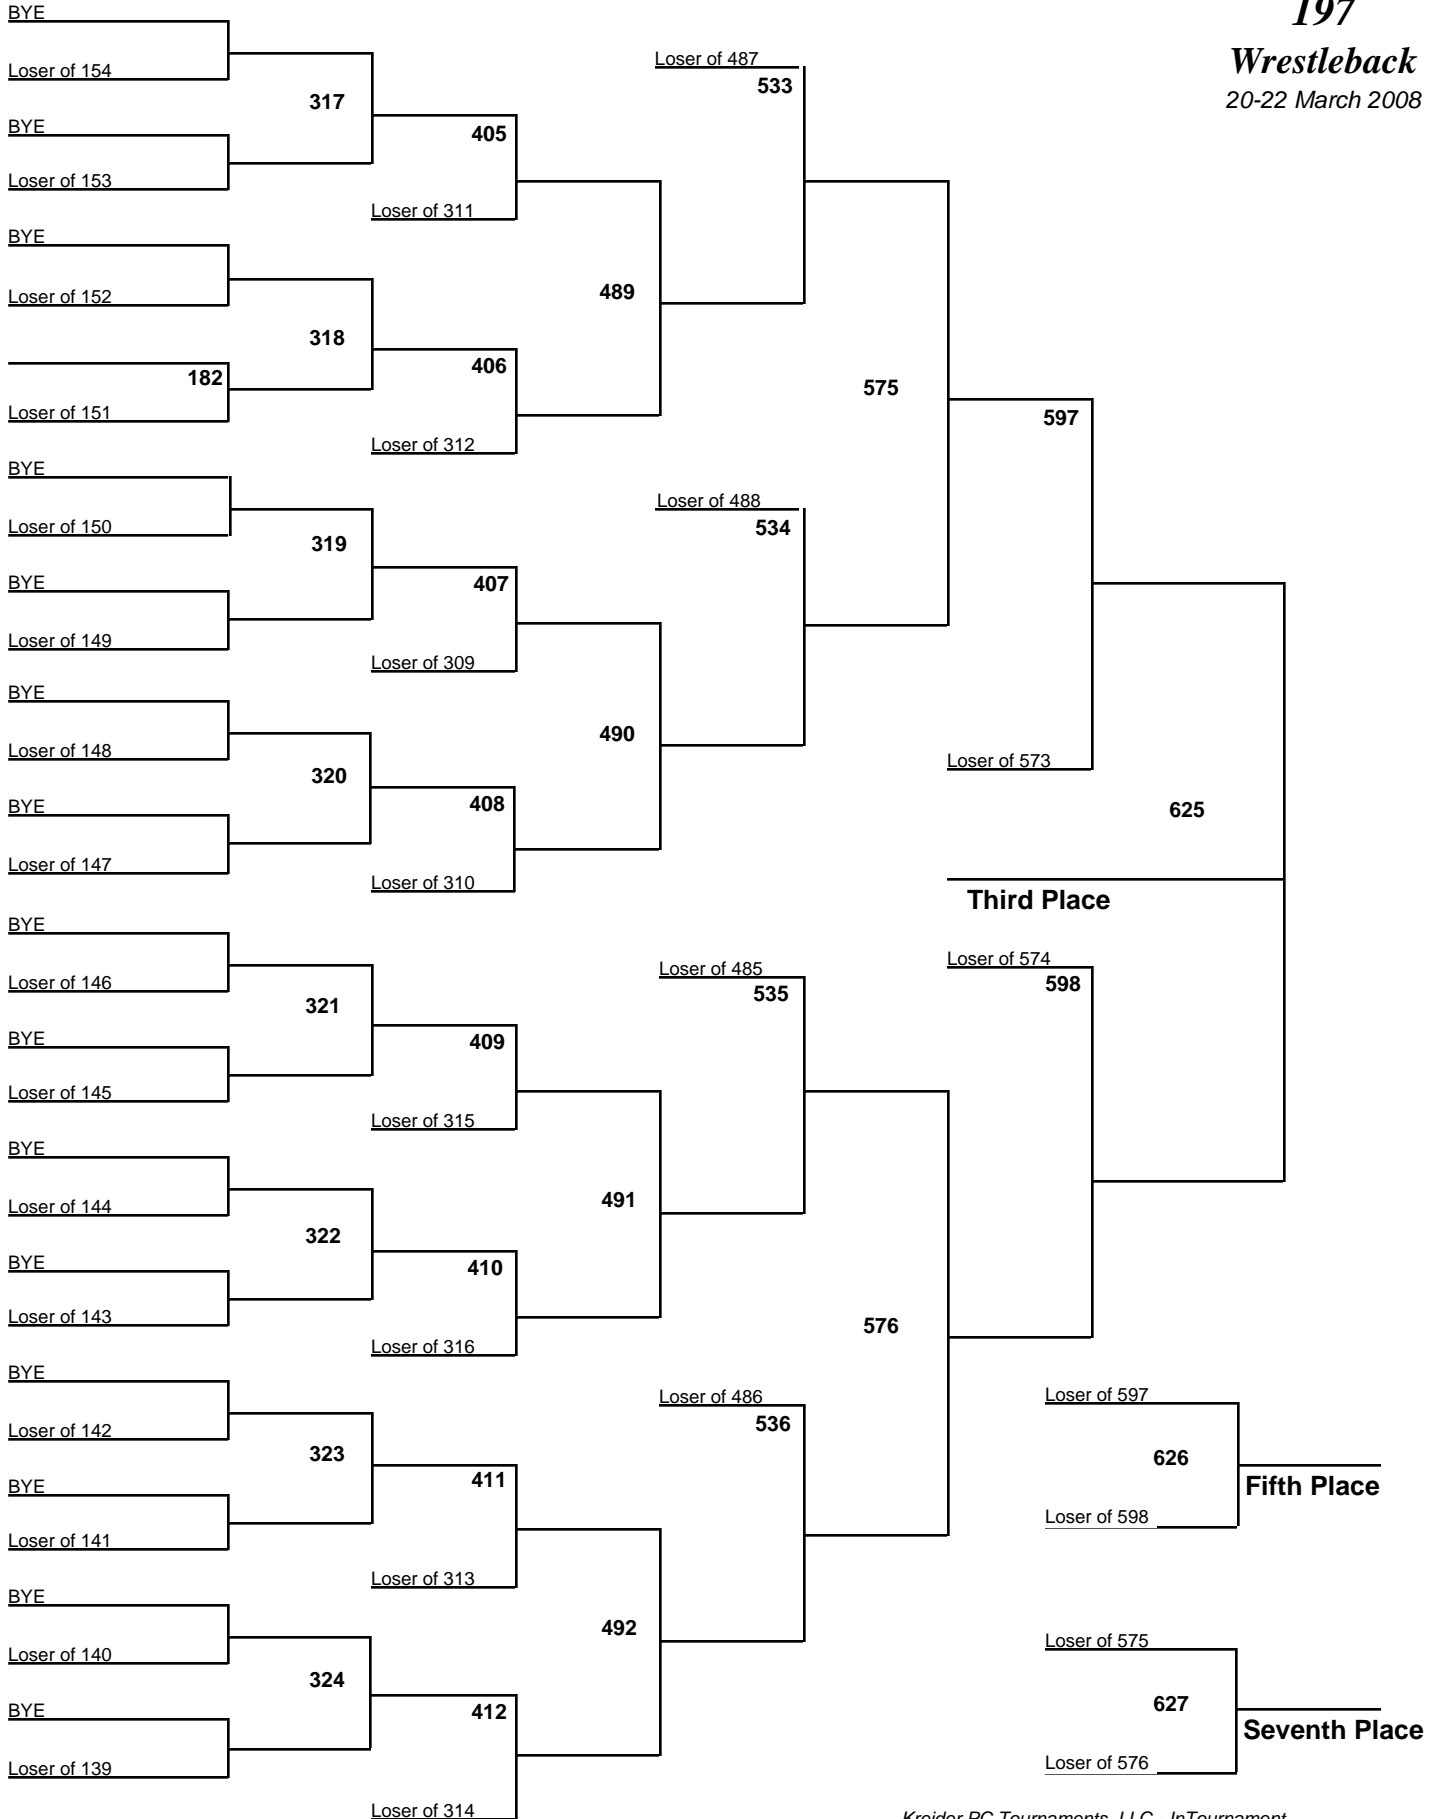 197
Wrestleback
20-22 March 2008
BYE
Loser of 154
317
BYE
Loser of 153
405
Loser of 311
BYE
Loser of 152
318
182
Loser of 151
406
Loser of 312
489
Loser of 487
533
BYE
Loser of 150
319
BYE
Loser of 149
407
Loser of 309
BYE
Loser of 148
320
BYE
Loser of 147
408
Loser of 310
490
Loser of 488
534
575
597
Loser of 573
625
Third Place
BYE
Loser of 146
321
BYE
Loser of 145
409
Loser of 315
BYE
Loser of 144
322
BYE
Loser of 143
410
Loser of 316
491
Loser of 485
535
Loser of 574
598
576
BYE
Loser of 142
323
BYE
Loser of 141
411
Loser of 313
BYE
Loser of 140
324
BYE
Loser of 139
412
Loser of 314
492
Loser of 486
536
Loser of 597
626
Fifth Place
Loser of 598
Loser of 575
627
Seventh Place
Loser of 576
Kreider PC Tournaments, LLC - InTournament